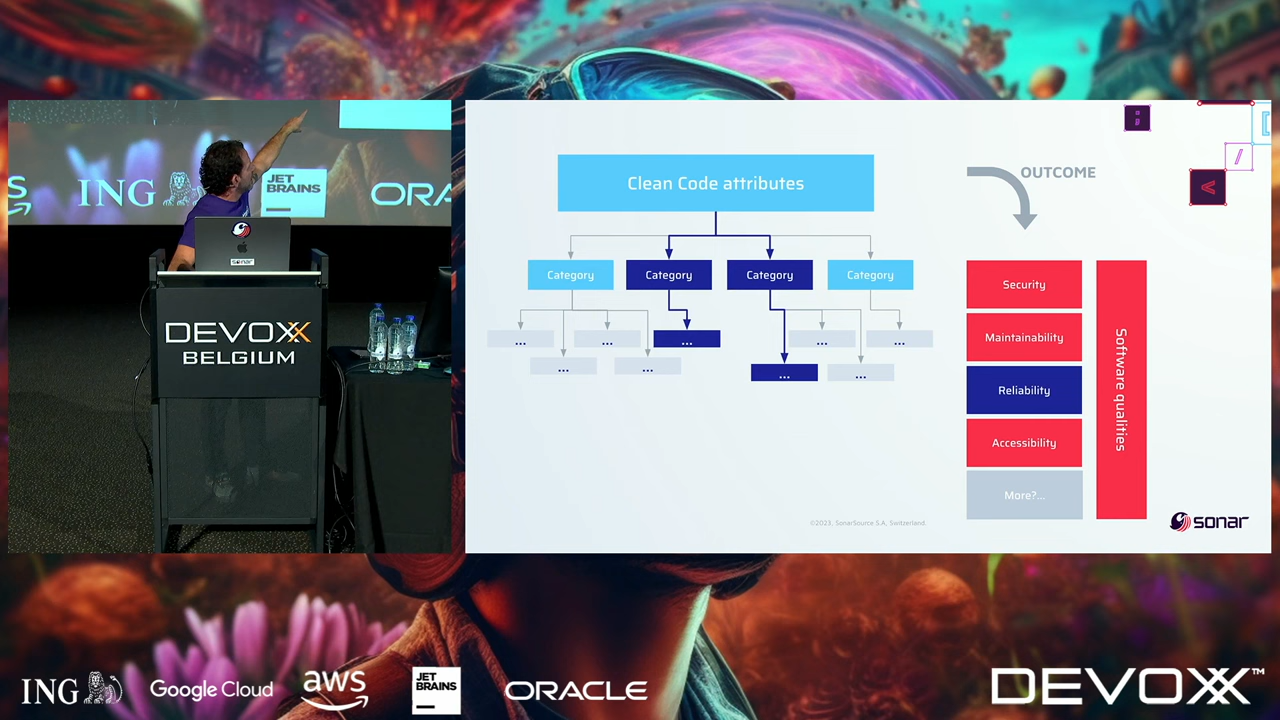 S
ING
JET
BRAINS
ORA
sonar
DEVOXX
BELGIUM
Clean Code attributes
OUTCOME
;
[
/
<
Category
Category
Category
Category
Security
Maintainability
Reliability
Accessibility
More?...
Software qualities
...
...
...
...
...
...
...
...
...
©2023, SonarSource S.A, Switzerland.
sonar
ING
Google Cloud
aws
JET
BRAINS
ORACLE
DEVOXX™